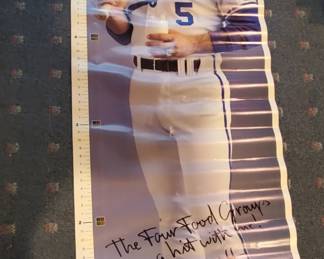 5
The Four Food Groups
a hit with me.